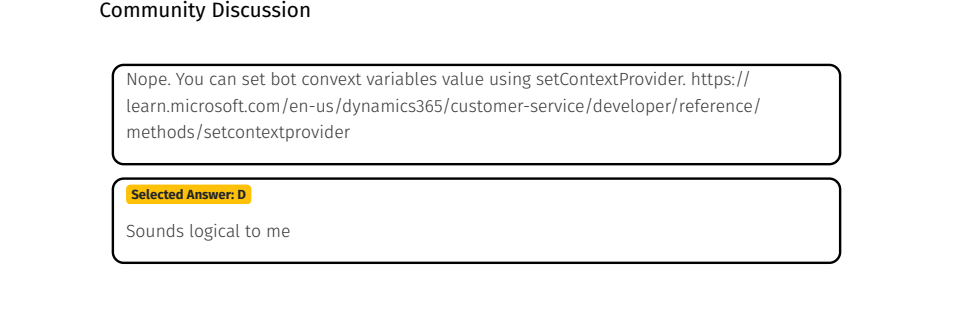 Community Discussion
Nope. You can set bot convext variables value using setContextProvider. https://
learn.microsoft.com/en-us/dynamics365/customer-service/developer/reference/
methods/setcontextprovider
Selected Answer: D
Sounds logical to me